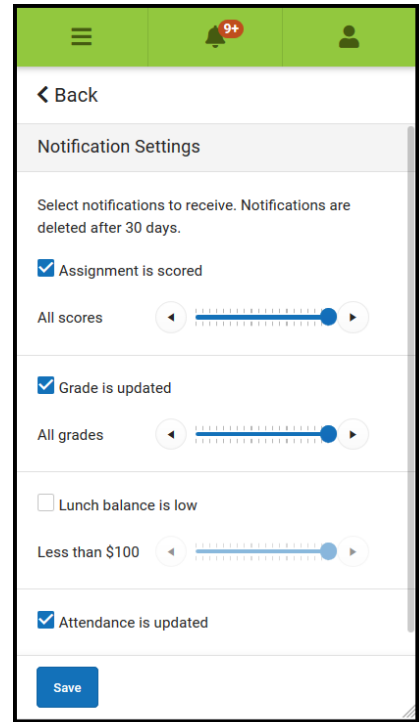 9+
Back
Notification Settings
Select notifications to receive. Notifications are
deleted after 30 days.
Assignment is scored
All scores
Grade is updated
All grades
Lunch balance is low
Less than $100
Attendance is updated
Save